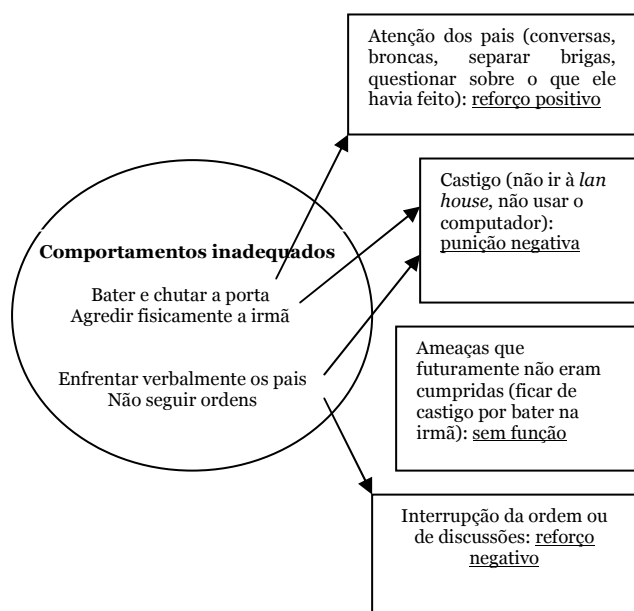 Atenção dos pais (conversas,
broncas, separar brigas,
questionar sobre o que ele
havia feito): reforço positivo
Castigo (não ir à lan
house, não usar o
computador):
punição negativa
Comportamentos inadequados
Bater e chutar a porta
Agredir fisicamente a irmã
Enfrentar verbalmente os pais
Não seguir ordens
Ameaças que
futuramente não eram
cumpridas (ficar de
castigo por bater na
irmã): sem função
Interrupção da ordem ou
de discussões: reforço
negativo